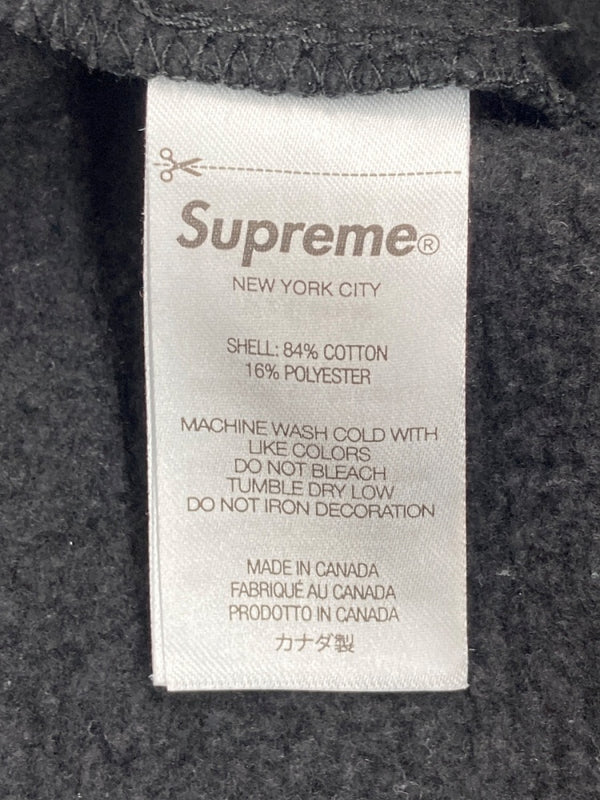 Supreme®
NEW YORK CITY
SHELL: 84% COTTON
16% POLYESTER
MACHINE WASH COLD WITH
LIKE COLORS
DO NOT BLEACH
TUMBLE DRY LOW
DO NOT IRON DECORATION
MADE IN CANADA
FABRIQUÉ AU CANADA
PRODOTTO IN CANADA
カナダ製